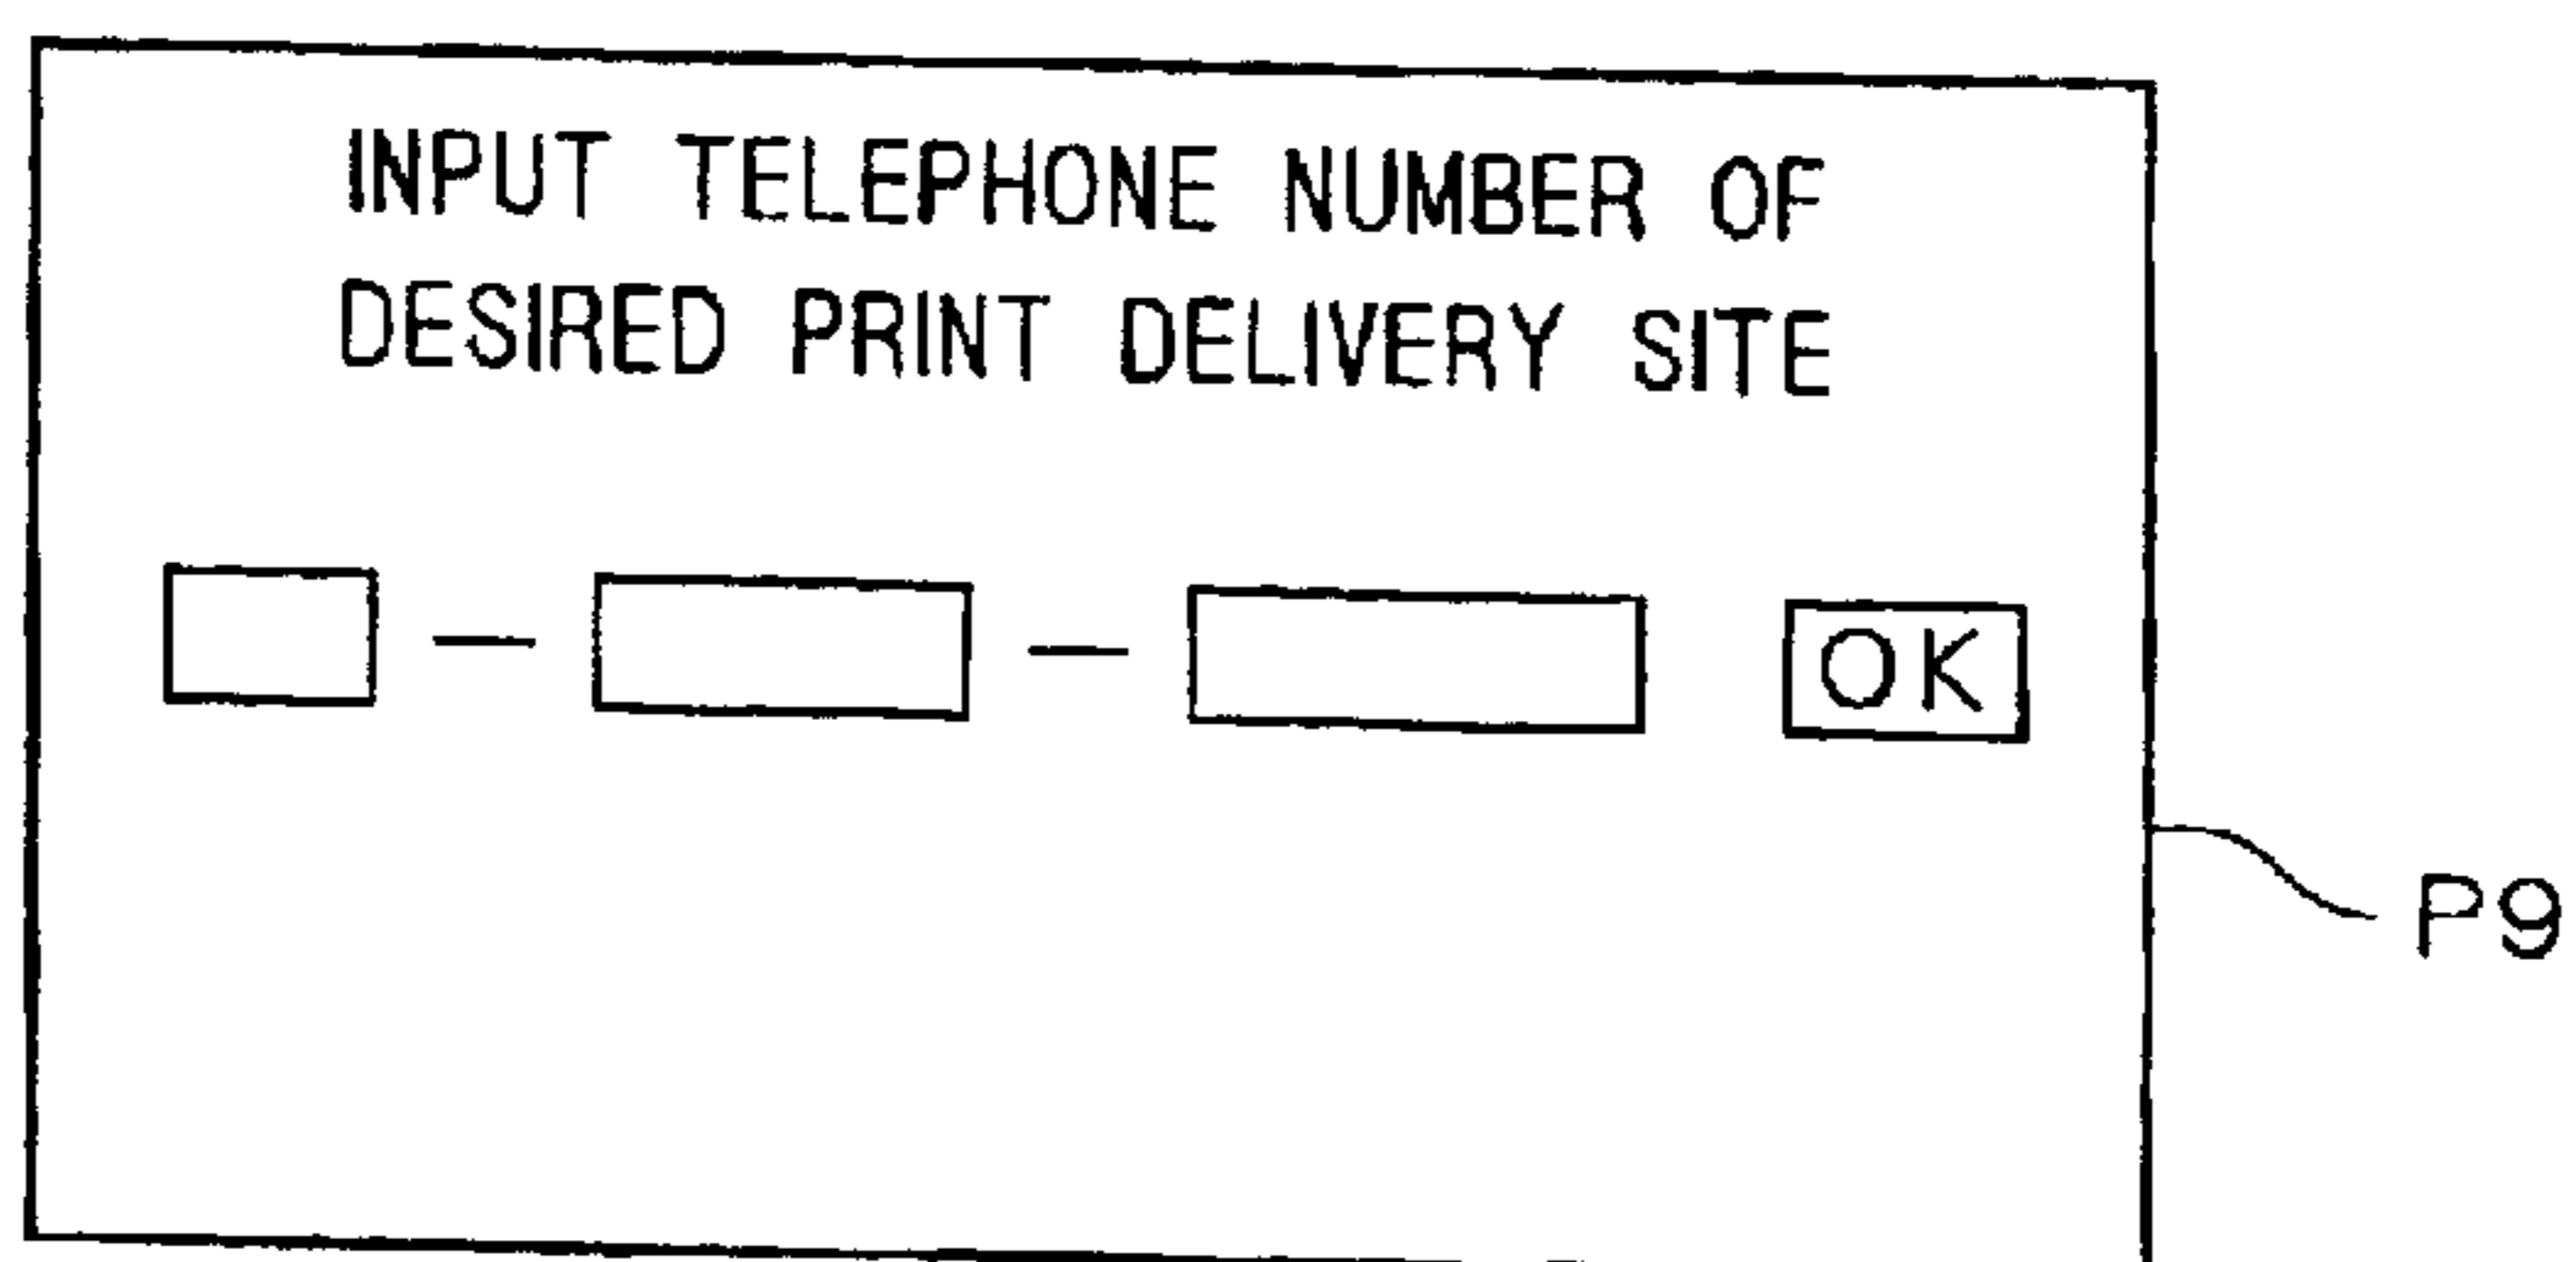 INPUT TELEPHONE NUMBER OF
DESIRED PRINT DELIVERY SITE
— — OK
P9